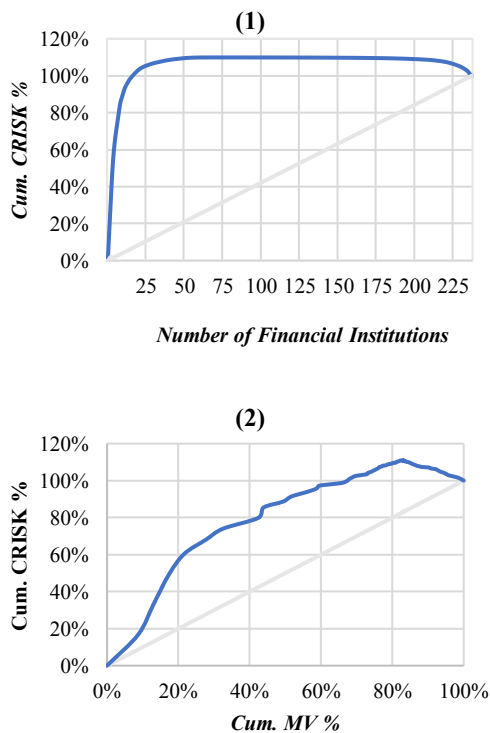 (1)
120%
100%
80%
60%
40%
20%
0%
Cum. CRISK %
25 50 75 100 125 150 175 200 225
Number of Financial Institutions
(2)
120%
100%
80%
60%
40%
20%
0%
Cum. CRISK %
0% 20% 40% 60% 80% 100%
Cum. MV %